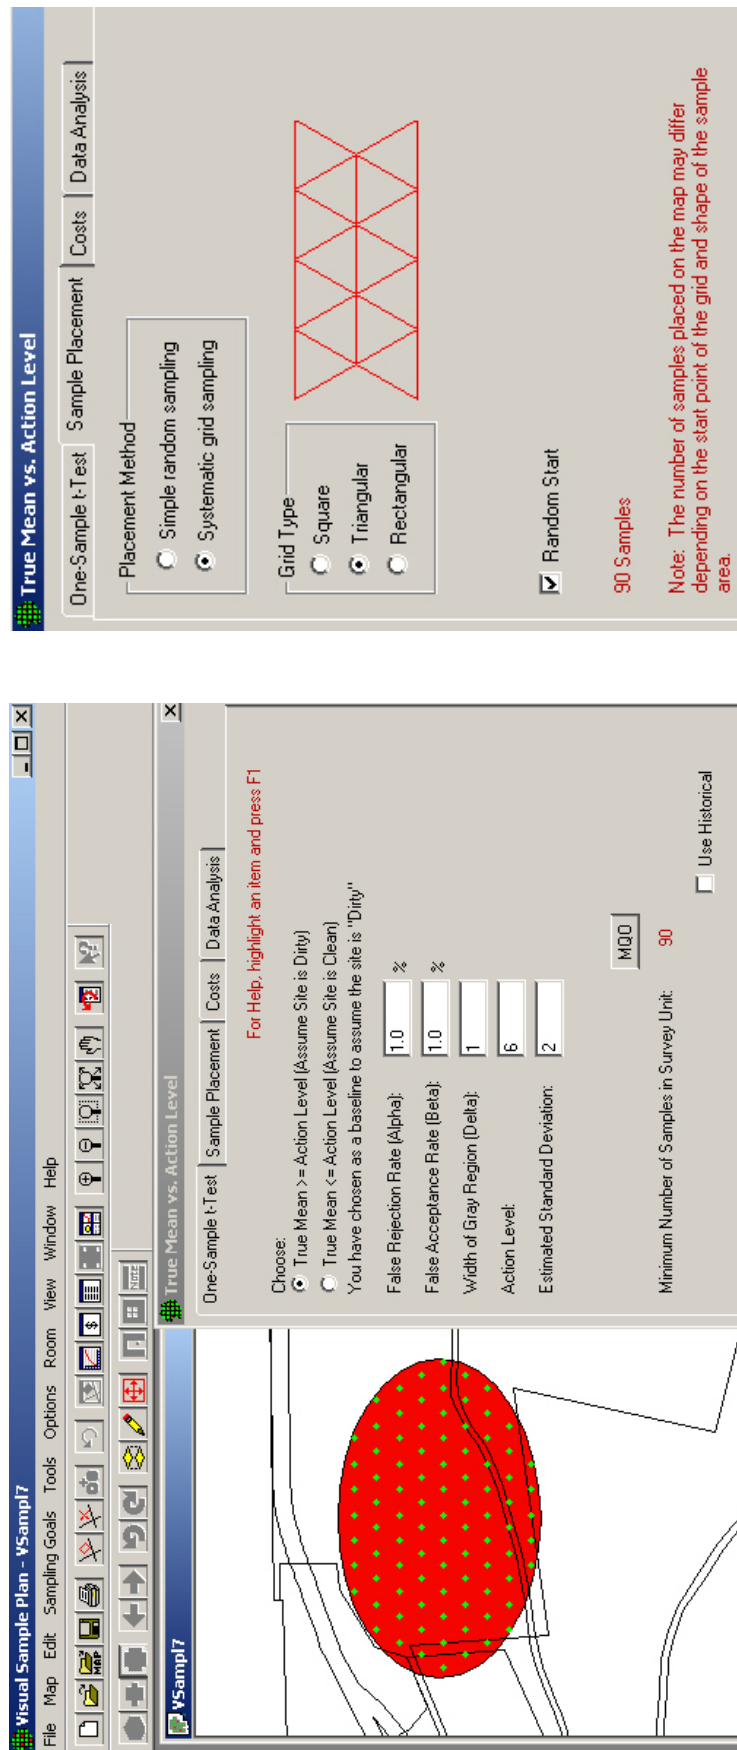 Visual Sample Plan - VSampl7
File Map Edit Sampling Goals Tools Options Room View Window Help
MAP
Note
VSampl7
True Mean vs. Action Level
One-Sample t-Test Sample Placement Costs Data Analysis
For Help, highlight an item and press F1
Choose:
True Mean >= Action Level (Assume Site is Dirty)
True Mean <= Action Level (Assume Site is Clean)
You have chosen as a baseline to assume the site is "Dirty"
False Rejection Rate (Alpha): 1.0 %
False Acceptance Rate (Beta): 1.0 %
Width of Gray Region (Delta): 1
Action Level: 6
Estimated Standard Deviation: 2
MQO
Minimum Number of Samples in Survey Unit: 90
Use Historical
True Mean vs. Action Level
One-Sample t-Test Sample Placement Costs Data Analysis
Placement Method
Simple random sampling
Systematic grid sampling
Grid Type
Square
Triangular
Rectangular
Random Start
90 Samples
Note: The number of samples placed on the map may differ
depending on the start point of the grid and shape of the sample
area.